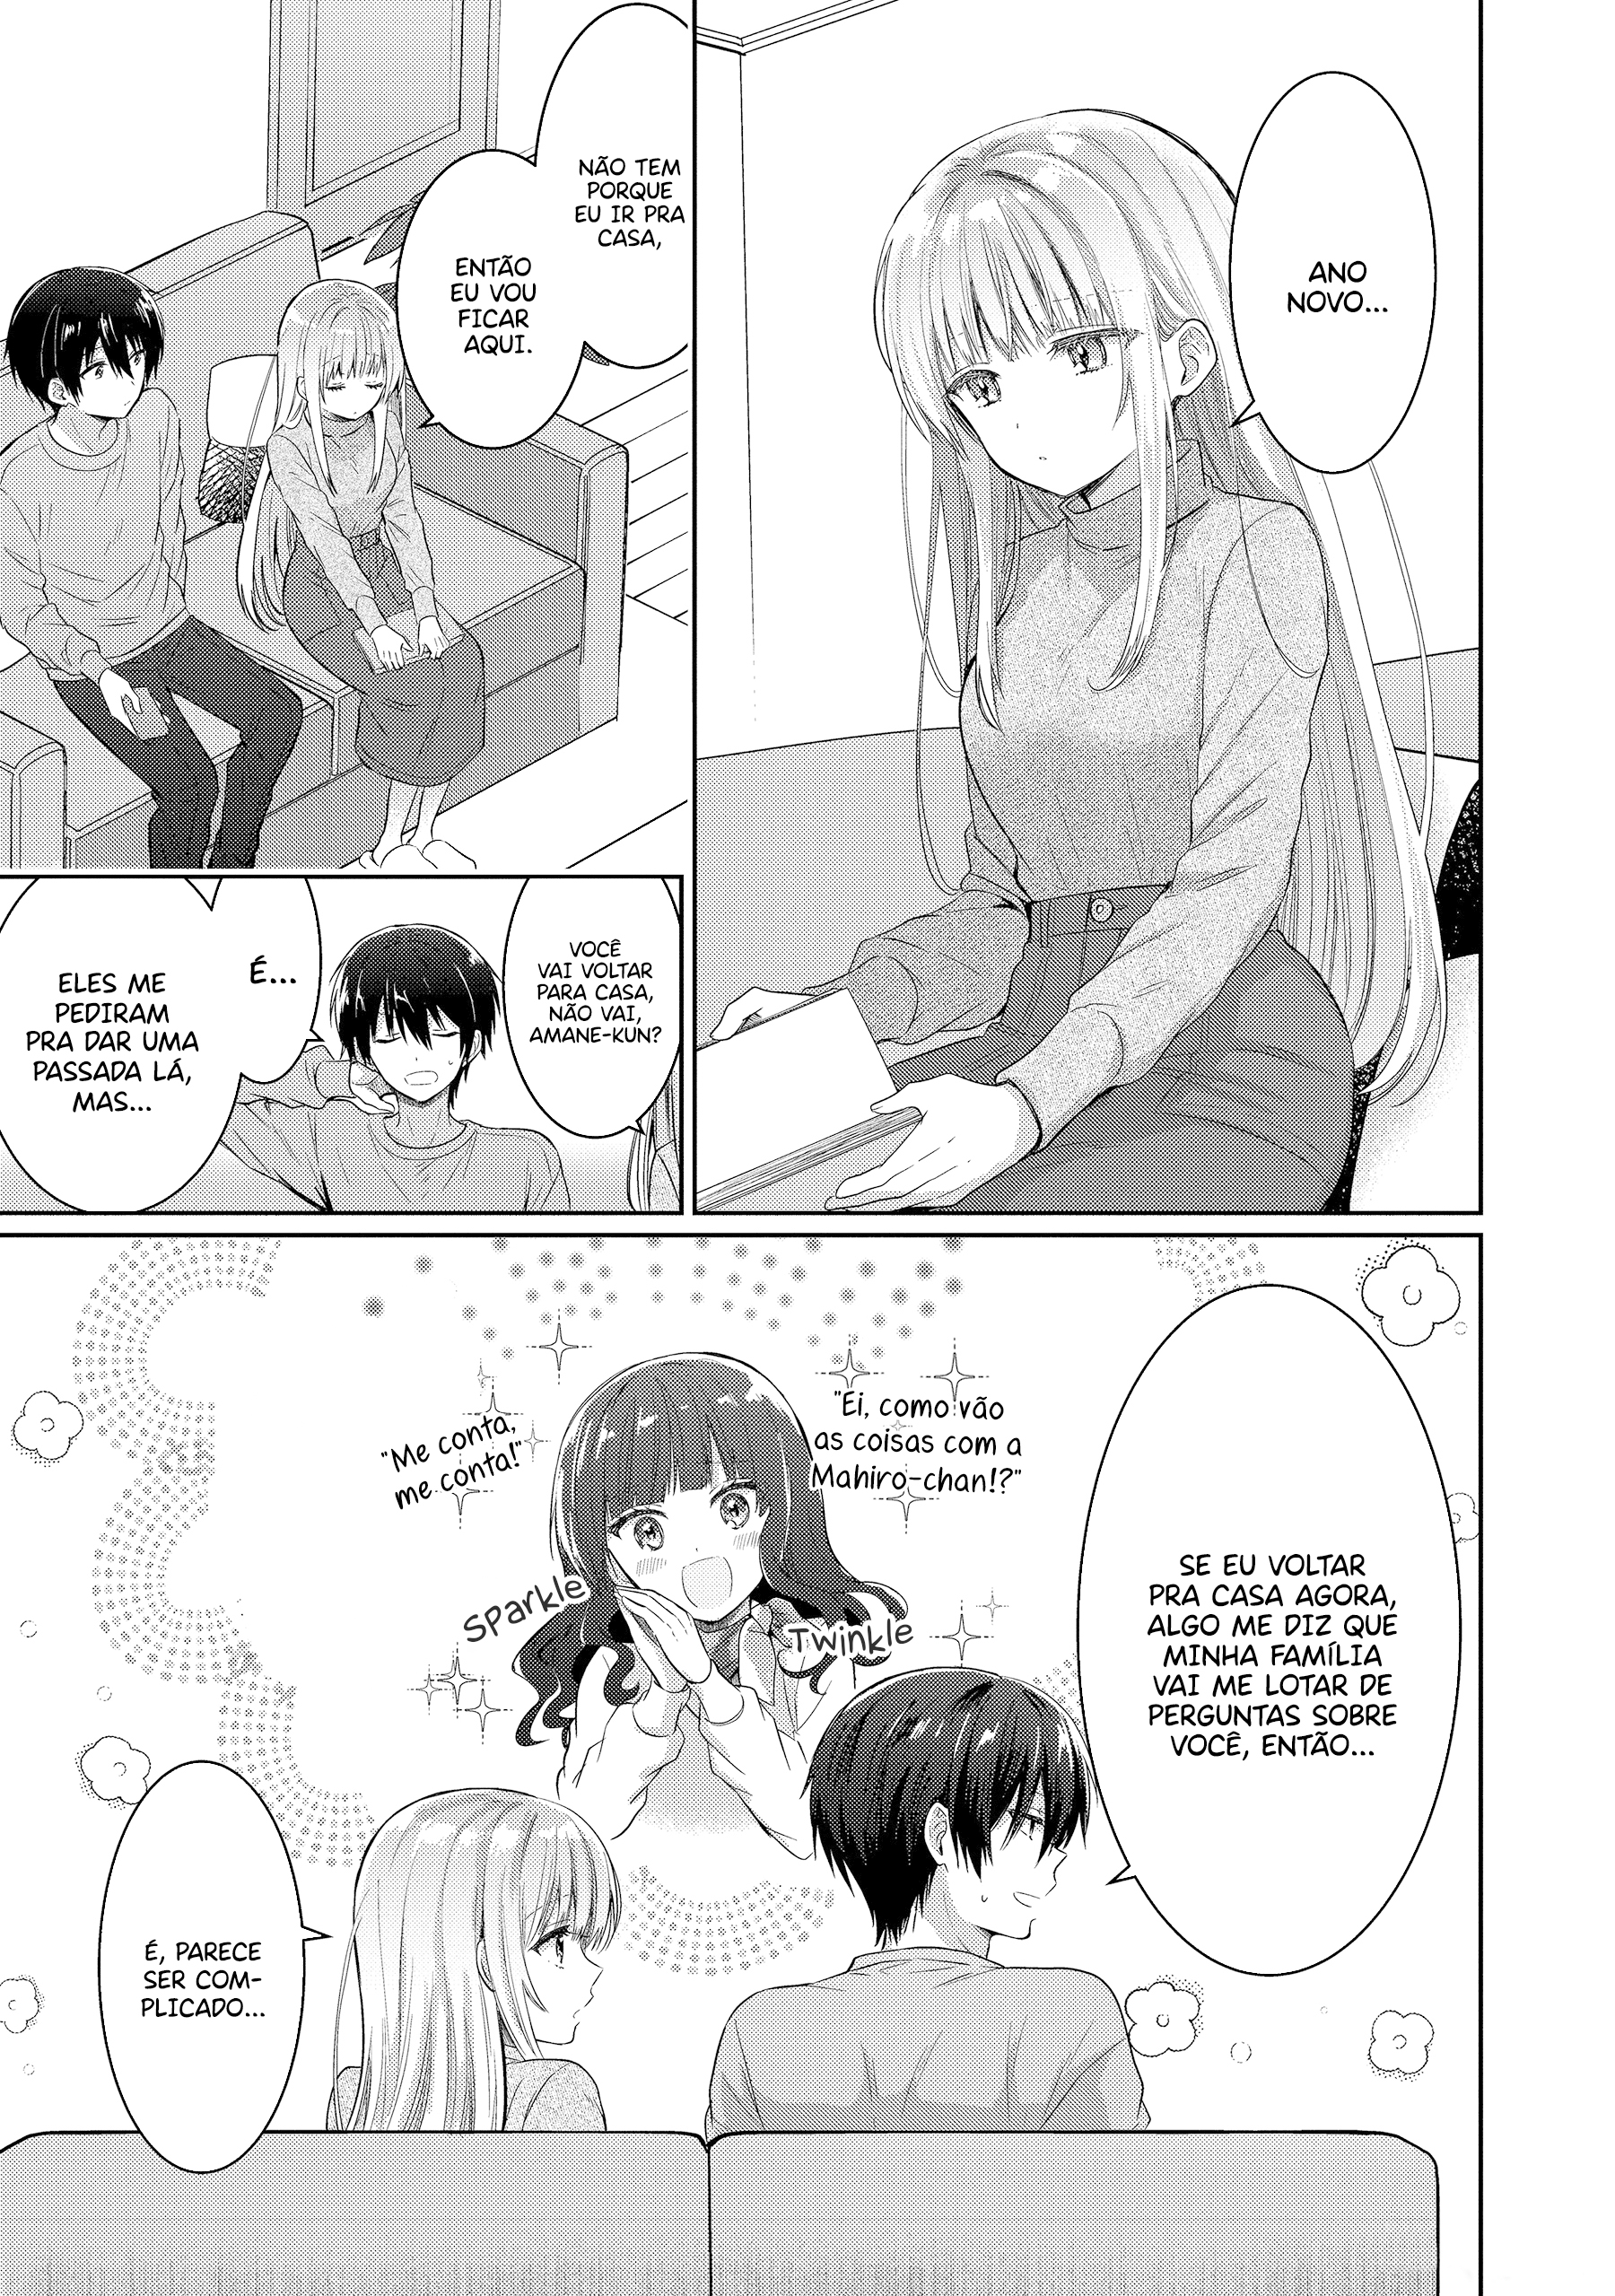 ANO
NOVO...
NÃO TEM
PORQUE
EU IR PRA
CASA,
ENTÃO
EU VOU
FICAR
AQUI.
VOCÊ
VAI VOLTAR
PARA CASA,
NÃO VAI,
AMANE-KUN?
É...
ELES ME
PEDIRAM
PRA DAR UMA
PASSADA LÁ,
MAS...
SE EU VOLTAR
PRA CASA AGORA,
ALGO ME DIZ QUE
MINHA FAMÍLIA
VAI ME LOTAR DE
PERGUNTAS SOBRE
VOCÊ, ENTÃO...
"Ei, como vão
as coisas com a
Mahiro-chan!?"
"Me conta,
me conta!"
Twinkle
Sparkle
É, PARECE
SER COM-
PLICADO...